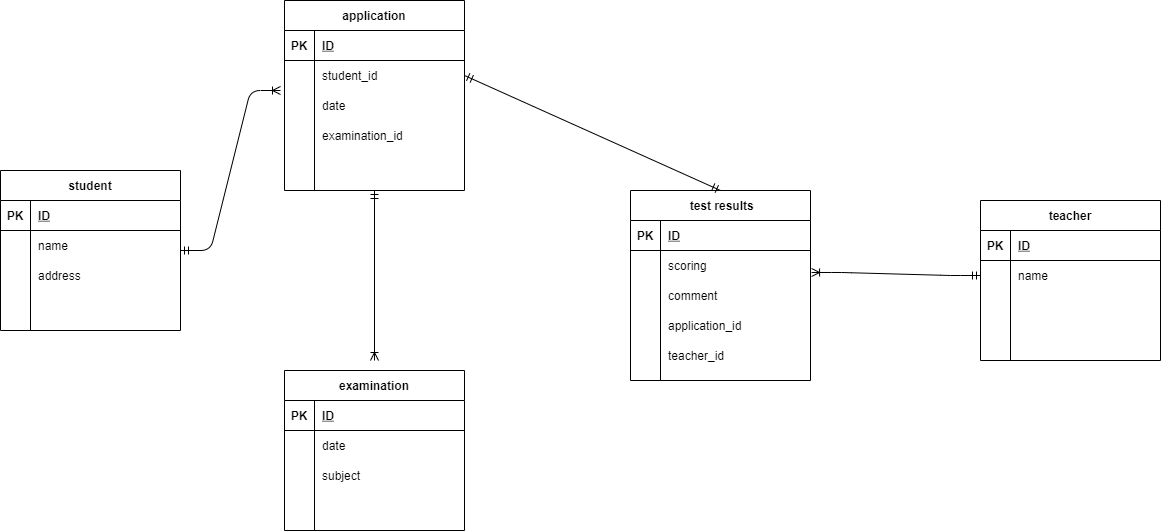 application
PK ID
student_id
date
examination_id
student
PK ID
name
address
test results
PK ID
scoring
comment
application_id
teacher_id
teacher
PK ID
name
examination
PK ID
date
subject